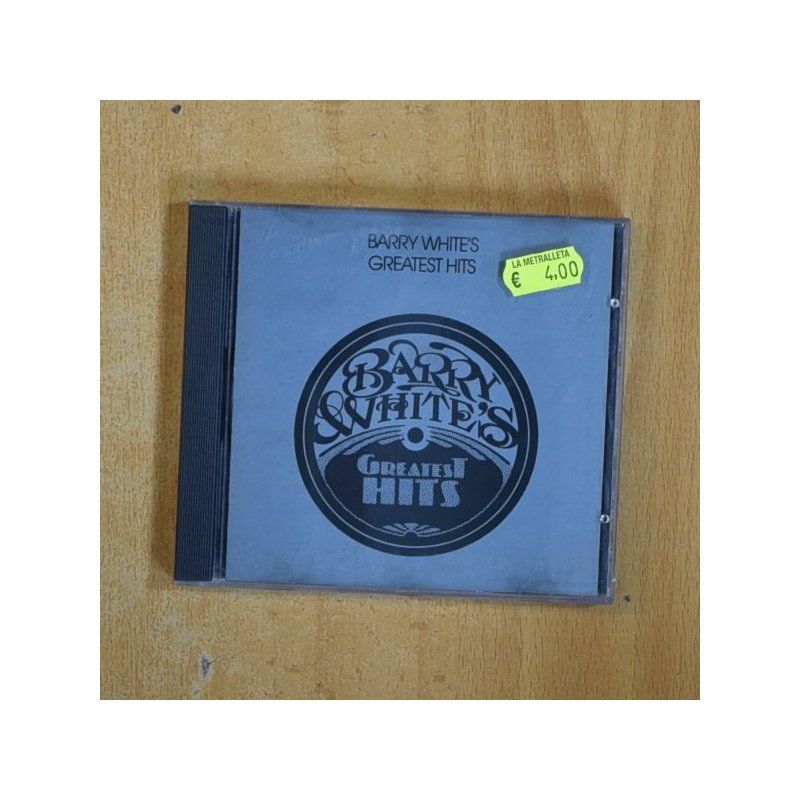 BARRY WHITE'S
GREATEST HITS
LA METRALLETA
€ 4,00
BARRY
WHITE'S
GREATEST
HITS